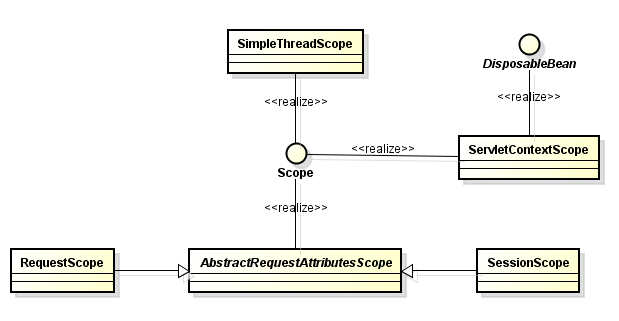 SimpleThreadScope
DisposableBean
<<realize>>
<<realize>>
ServletContextScope
<<realize>>
Scope
<<realize>>
RequestScope
AbstractRequestAttributesScope
SessionScope